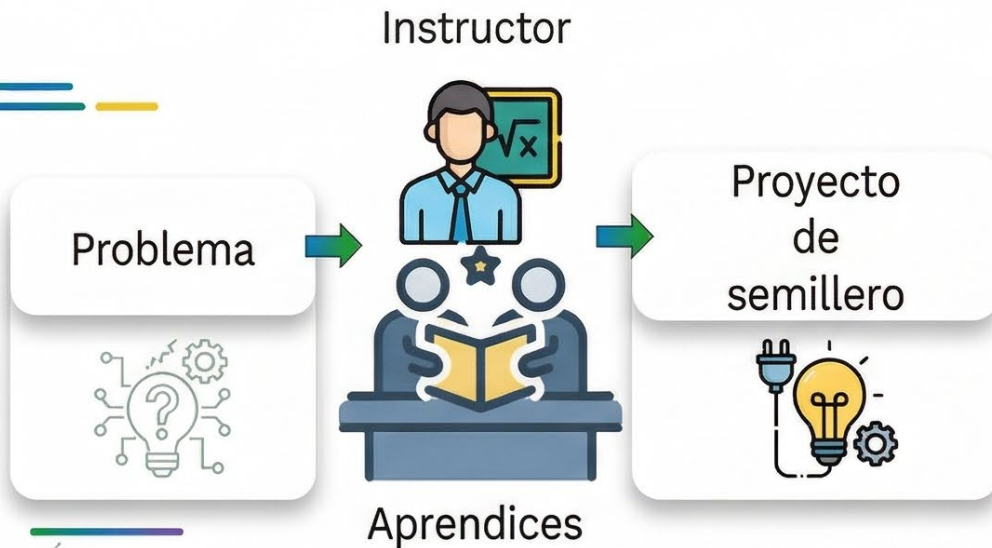 Instructor
√x
Problema
Proyecto
de
semillero
?
Aprendices